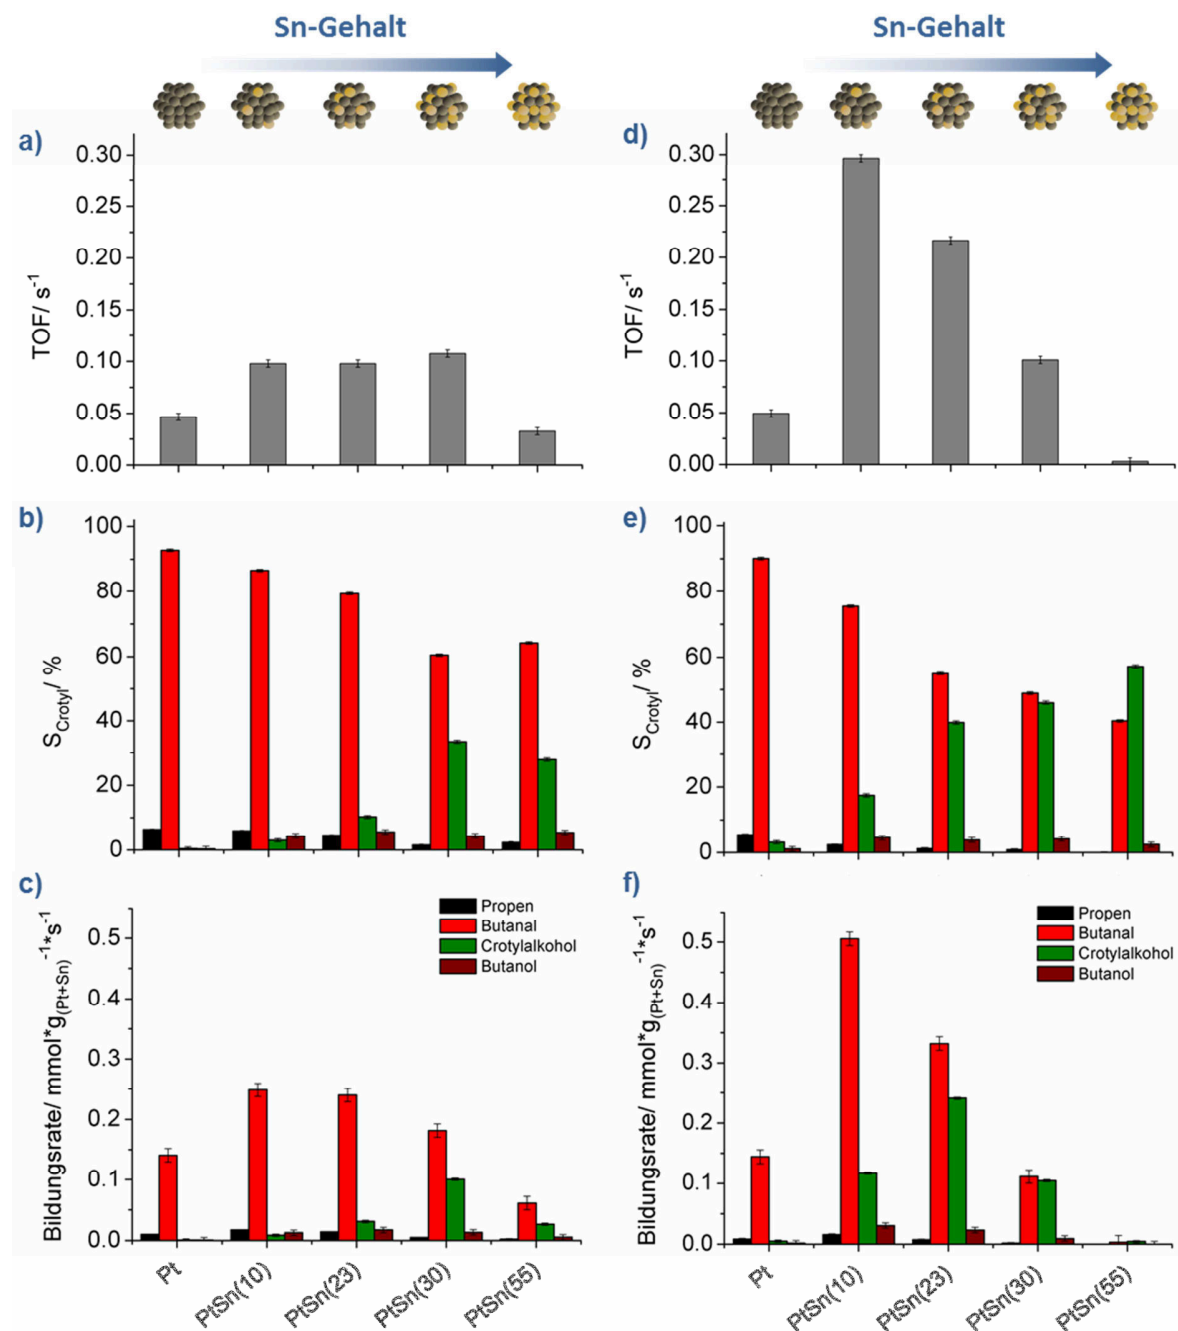 Sn-Gehalt
Sn-Gehalt
a)
0.30
0.25
0.20
0.15
0.10
0.05
0.00
TOF/ s⁻¹
d)
0.30
0.25
0.20
0.15
0.10
0.05
0.00
TOF/ s⁻¹
b)
100
80
60
40
20
0
S_Crotyl/ %
e)
100
80
60
40
20
0
S_Crotyl/ %
c)
0.5
0.4
0.3
0.2
0.1
0.0
Bildungsrate/ mmol*g_(Pt+Sn)⁻¹*s⁻¹
Propen
Butanal
Crotylalkohol
Butanol
Pt
PtSn(10)
PtSn(23)
PtSn(30)
PtSn(55)
f)
0.5
0.4
0.3
0.2
0.1
0.0
Bildungsrate/ mmol*g_(Pt+Sn)⁻¹*s⁻¹
Propen
Butanal
Crotylalkohol
Butanol
Pt
PtSn(10)
PtSn(23)
PtSn(30)
PtSn(55)